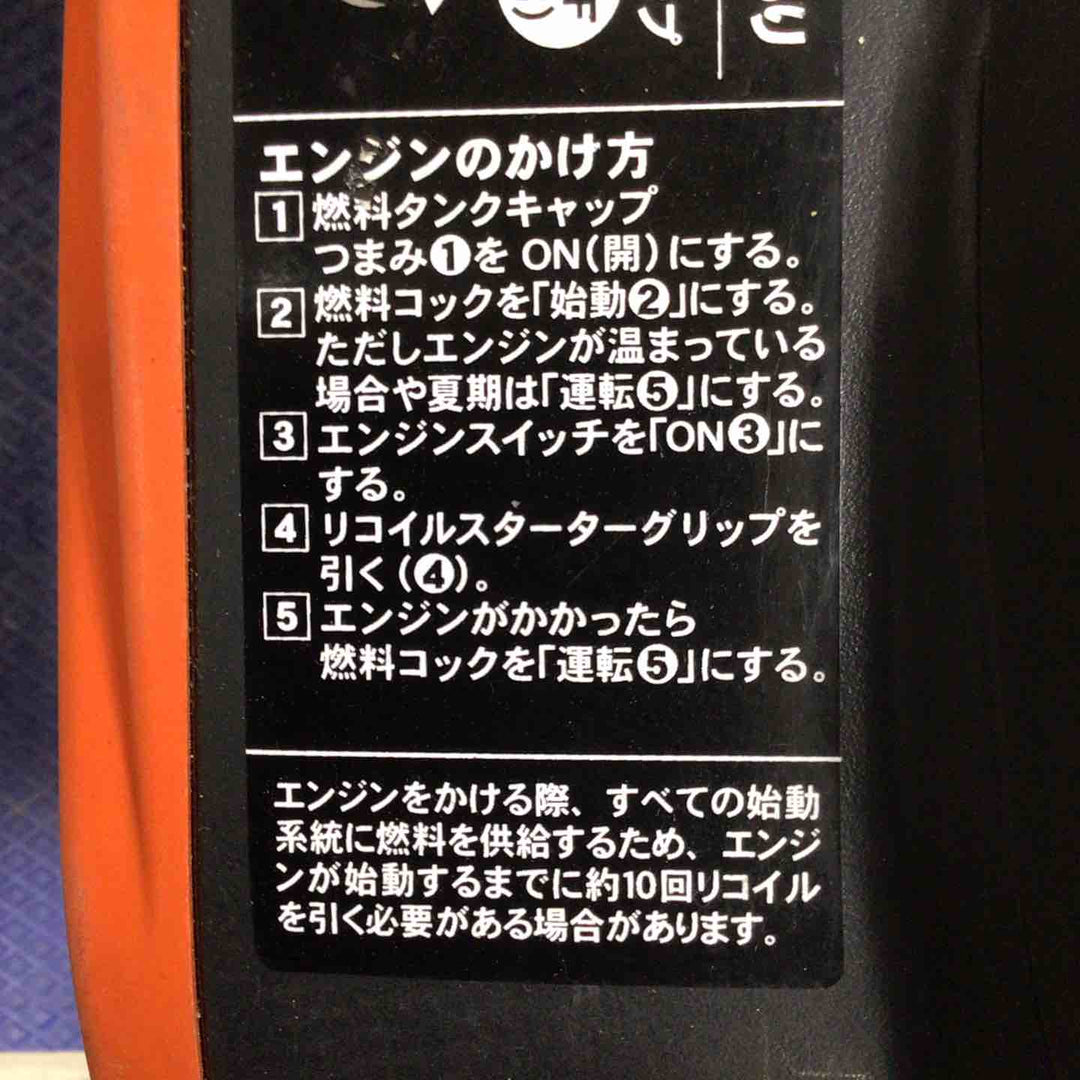 エンジンのかけ方
1 燃料タンクキャップ
つまみ❶を ON(開)にする。
2 燃料コックを「始動❷」にする。
ただしエンジンが温まっている
場合や夏期は「運転❺」にする。
3 エンジンスイッチを「ON❸」に
する。
4 リコイルスターターグリップを
引く(❹)。
5 エンジンがかかったら
燃料コックを「運転❺」にする。
エンジンをかける際、すべての始動
系統に燃料を供給するため、エンジ
ンが始動するまでに約10回リコイル
を引く必要がある場合があります。